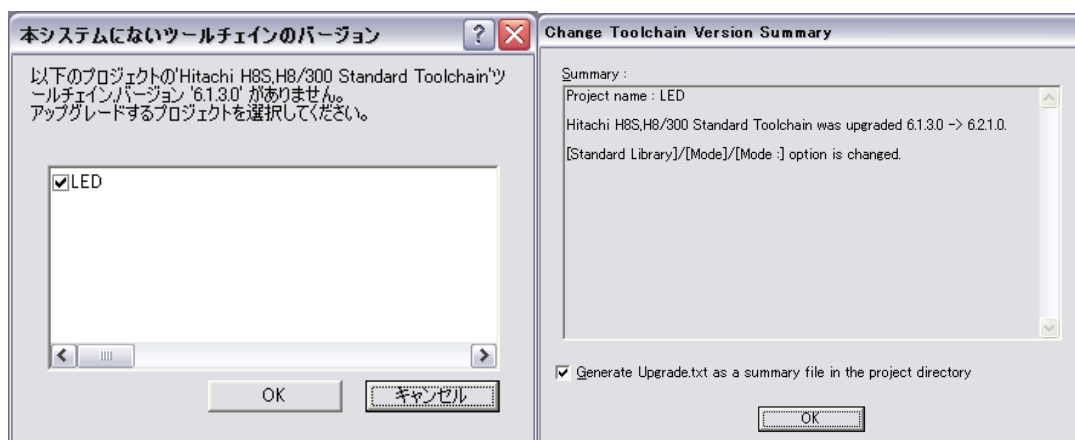 本システムにないツールチェインのバージョン
以下のプロジェクトの'Hitachi H8S,H8/300 Standard Toolchain'ツ
ールチェイン,バージョン '6.1.3.0' がありません。
アップグレードするプロジェクトを選択してください。
LED
OK
キャンセル
Change Toolchain Version Summary
Summary :
Project name : LED
Hitachi H8S,H8/300 Standard Toolchain was upgraded 6.1.3.0 -> 6.2.1.0.
[Standard Library]/[Mode]/[Mode :] option is changed.
Generate Upgrade.txt as a summary file in the project directory
OK